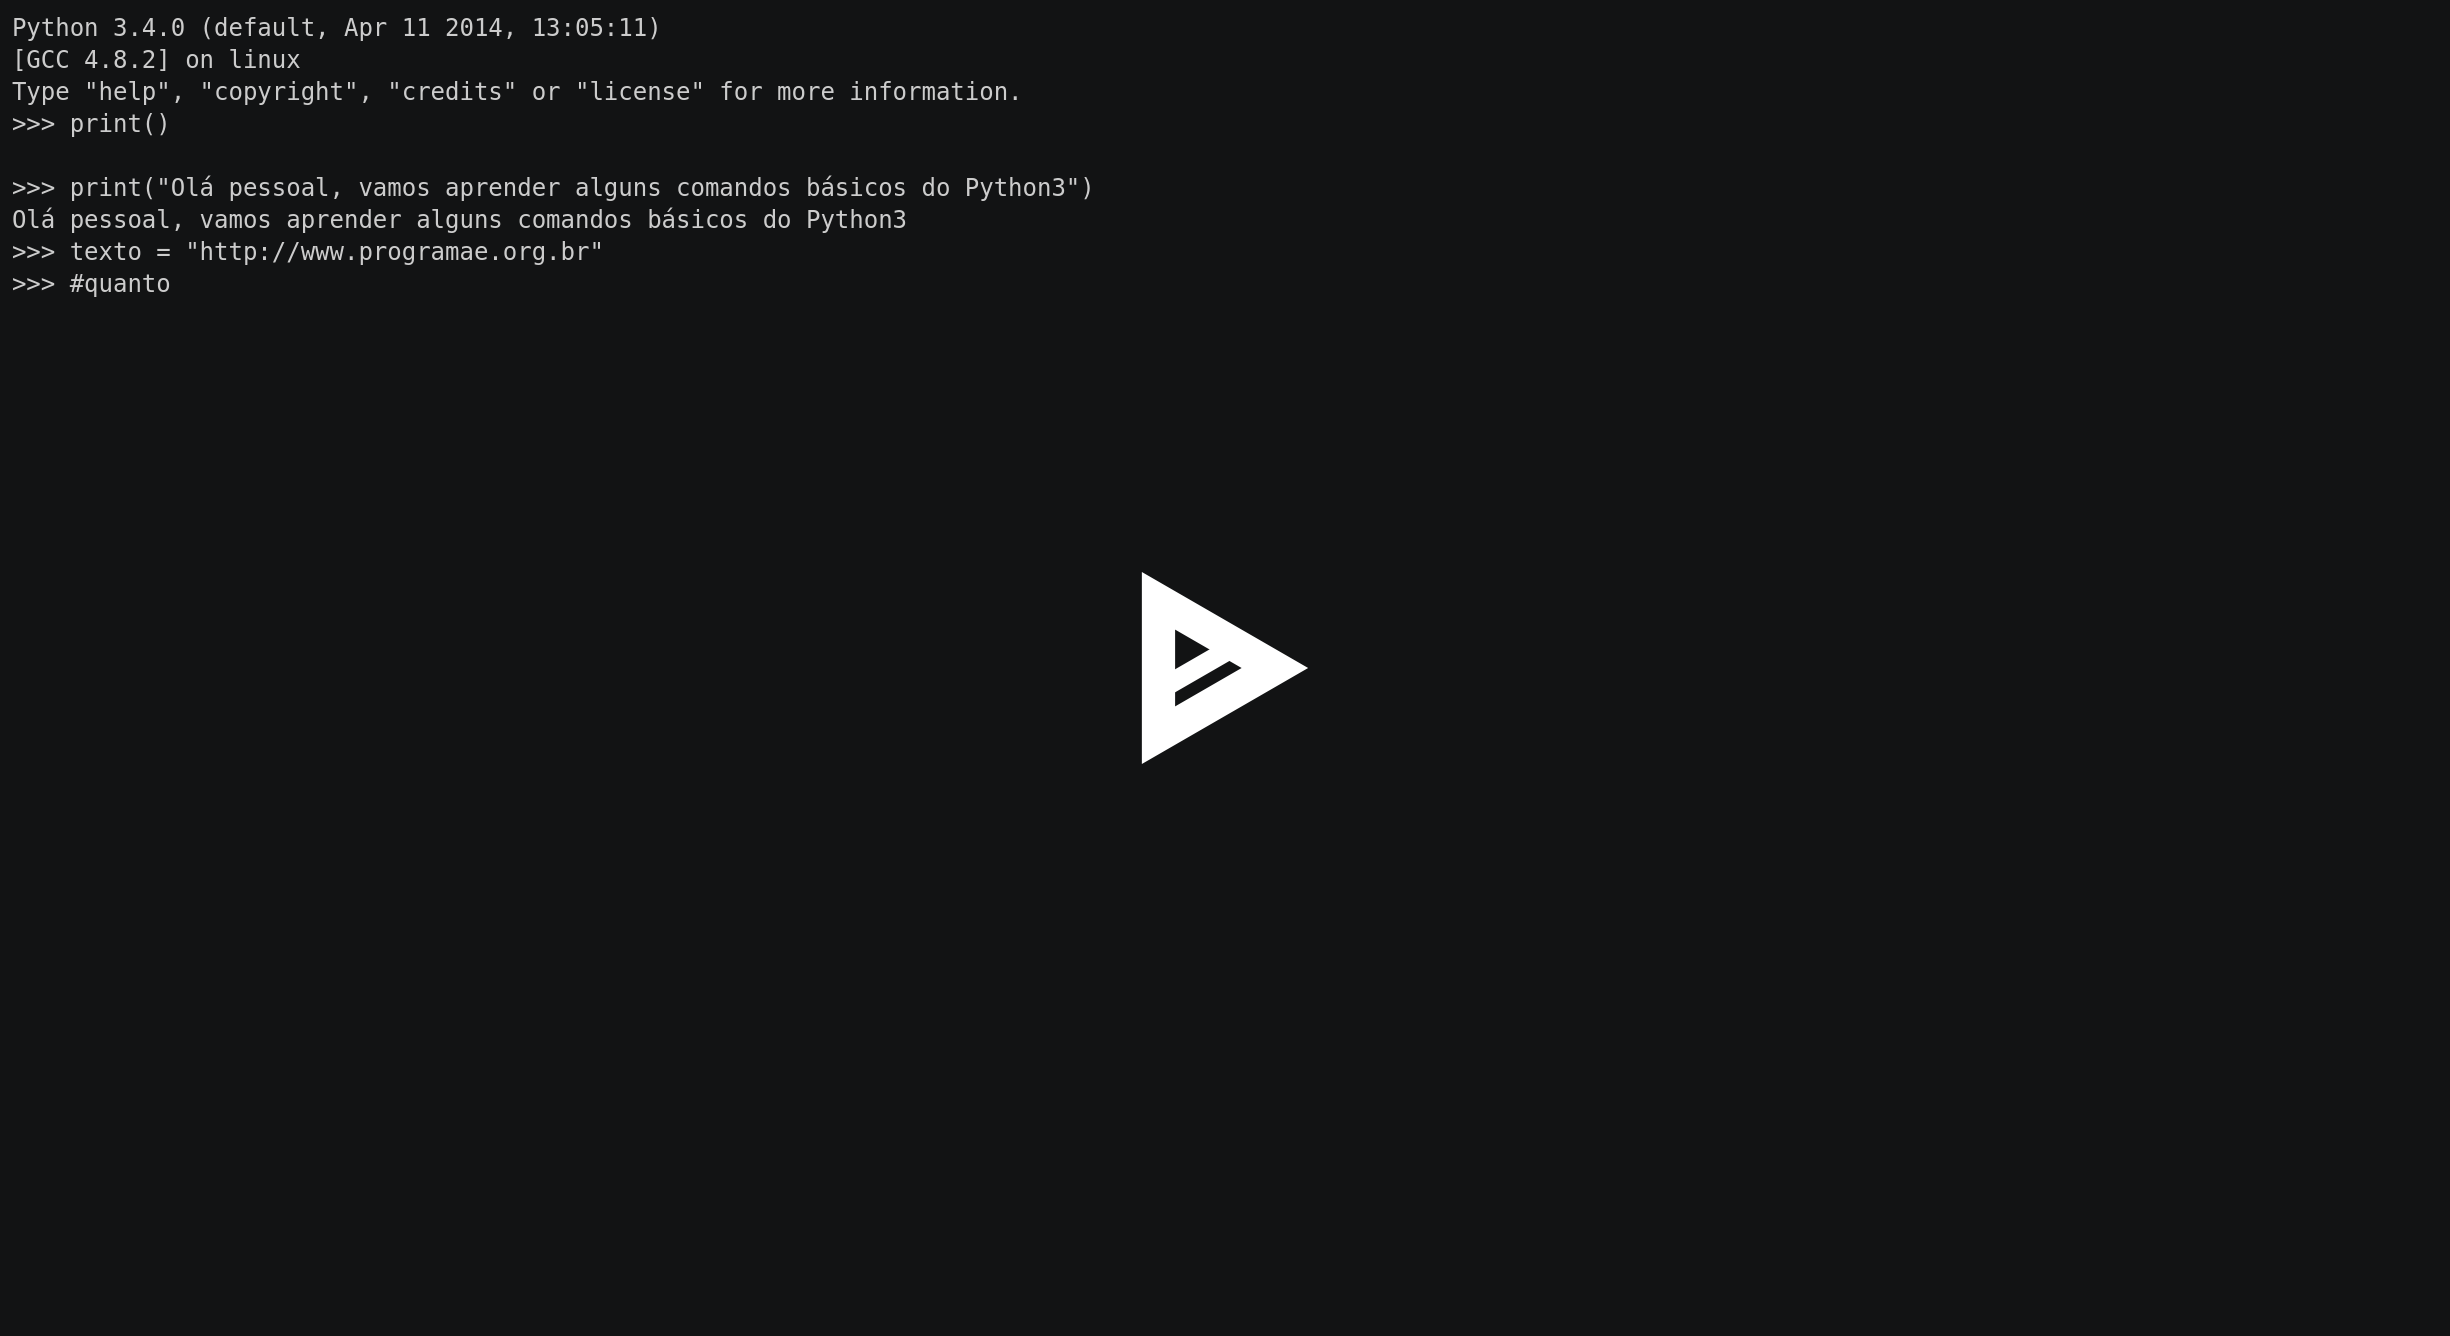 Python 3.4.0 (default, Apr 11 2014, 13:05:11)
[GCC 4.8.2] on linux
Type "help", "copyright", "credits" or "license" for more information.
>>> print()
>>> print("Olá pessoal, vamos aprender alguns comandos básicos do Python3")
Olá pessoal, vamos aprender alguns comandos básicos do Python3
>>> texto = "http://www.programae.org.br"
>>> #quanto